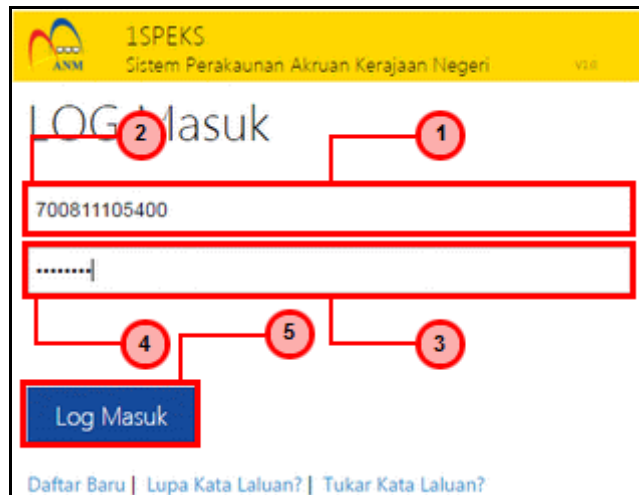 1SPEKS
ANM
Sistem Perakaunan Akruan Kerajaan Negeri V1.0
LOG Masuk
2
1
700811105400
••••••••
4
5
3
Log Masuk
Daftar Baru | Lupa Kata Laluan? | Tukar Kata Laluan?